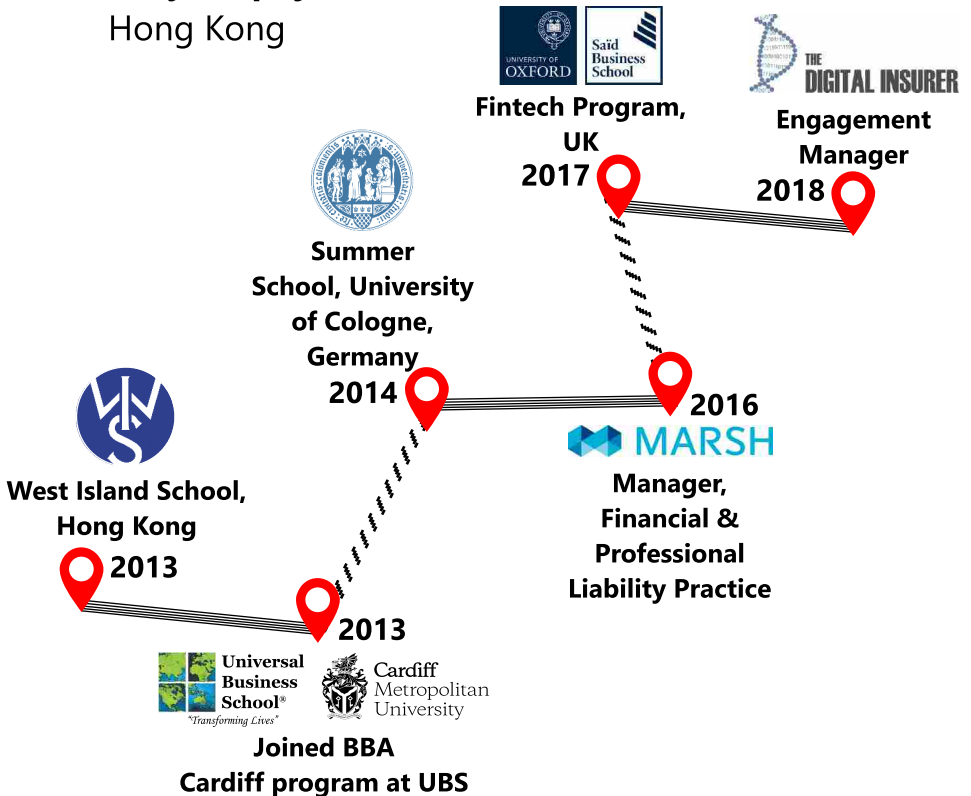 Hong Kong
UNIVERSITY OF
OXFORD
Saïd
Business
School
THE
DIGITAL INSURER
Fintech Program,
UK
2017
Engagement
Manager
2018
Summer
School, University
of Cologne,
Germany
2014
2016
MARSH
Manager,
Financial &
Professional
Liability Practice
WIS
West Island School,
Hong Kong
2013
2013
Universal
Business
School®
"Transforming Lives"
Cardiff
Metropolitan
University
Joined BBA
Cardiff program at UBS